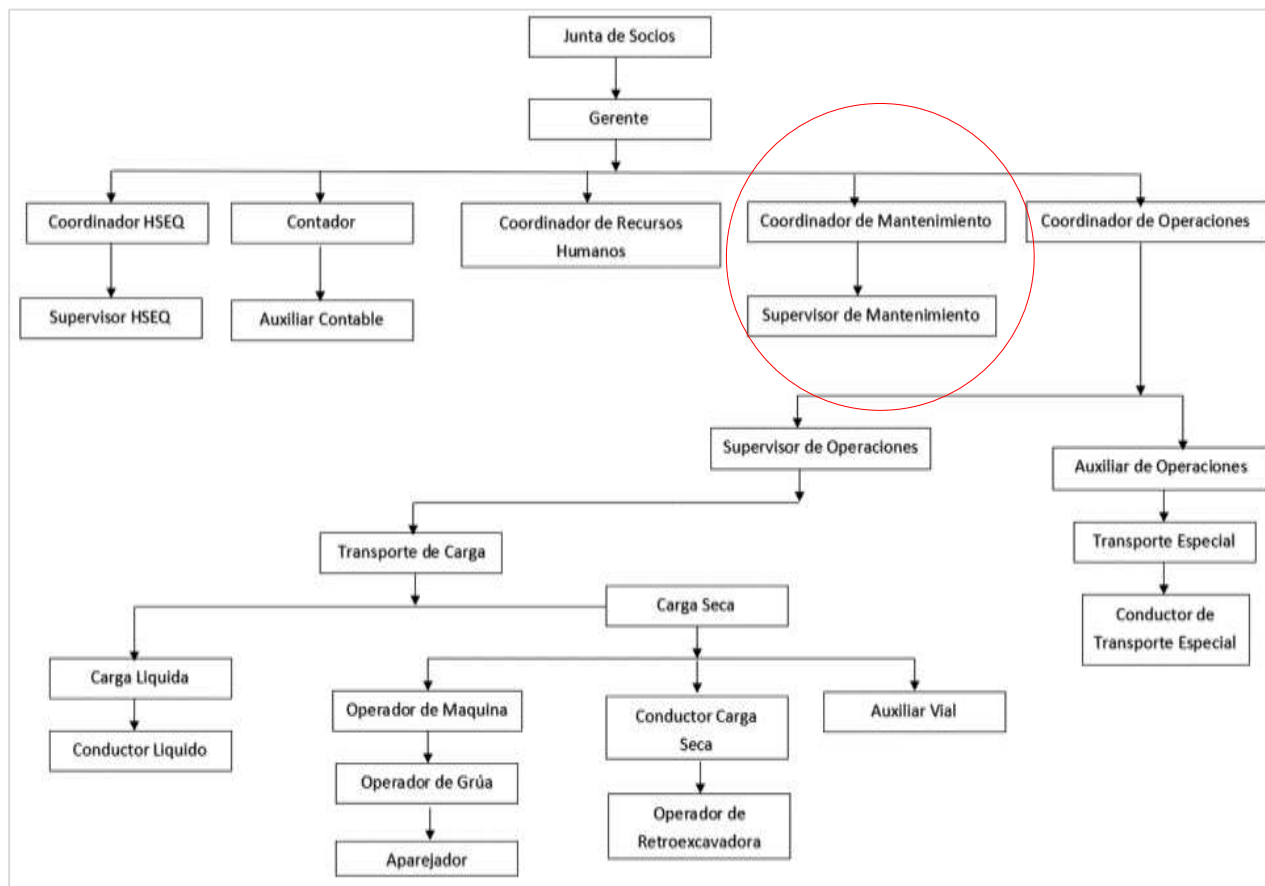 Junta de Socios
Gerente
Coordinador HSEQ
Contador
Coordinador de Recursos
Humanos
Coordinador de Mantenimiento
Coordinador de Operaciones
Supervisor HSEQ
Auxiliar Contable
Supervisor de Mantenimiento
Supervisor de Operaciones
Auxiliar de Operaciones
Transporte de Carga
Transporte Especial
Carga Seca
Conductor de
Transporte Especial
Carga Liquida
Operador de Maquina
Conductor Carga
Seca
Auxiliar Vial
Conductor Liquido
Operador de Grúa
Operador de
Retroexcavadora
Aparejador